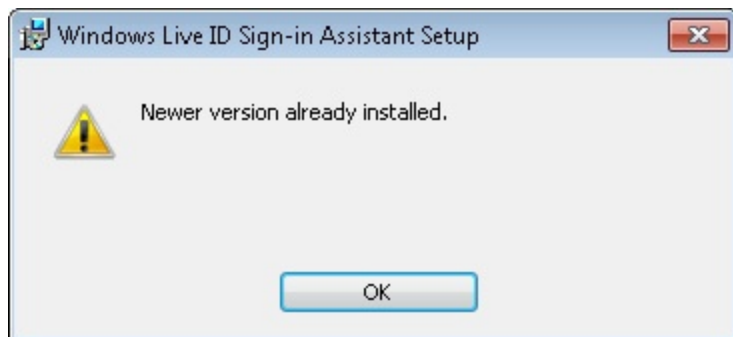 Windows Live ID Sign-in Assistant Setup
Newer version already installed.
OK